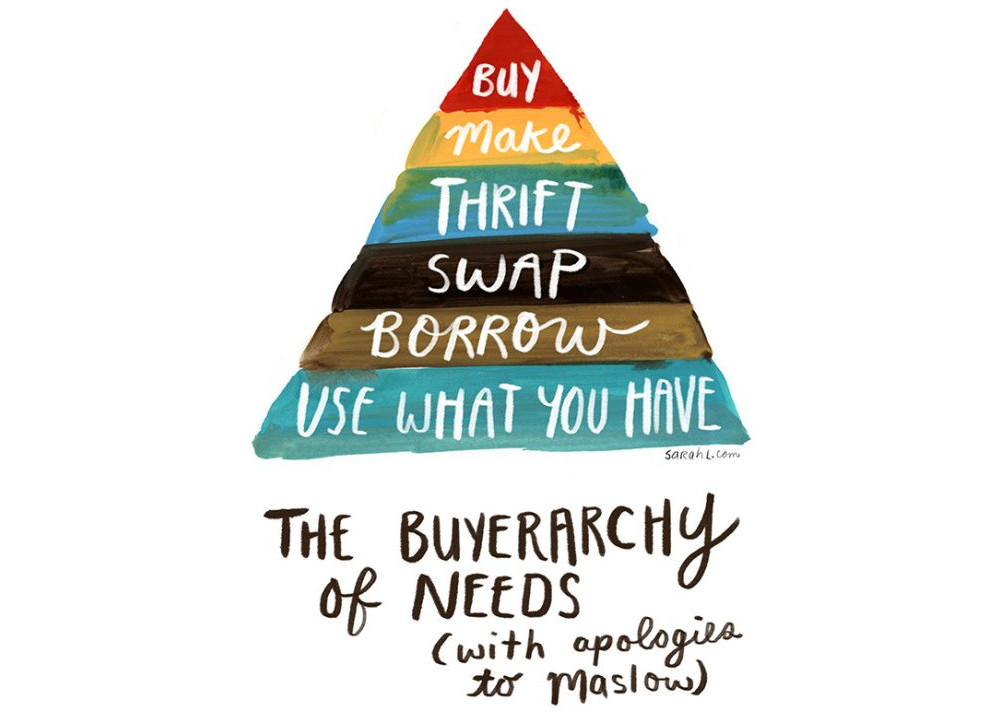 BUY
make
THRIFT
SWAP
BORROW
USE WHAT YOU HAVE
SARAHL.COM
THE BUYERARCHY
of NEEDS
(with apologies
to maslow)